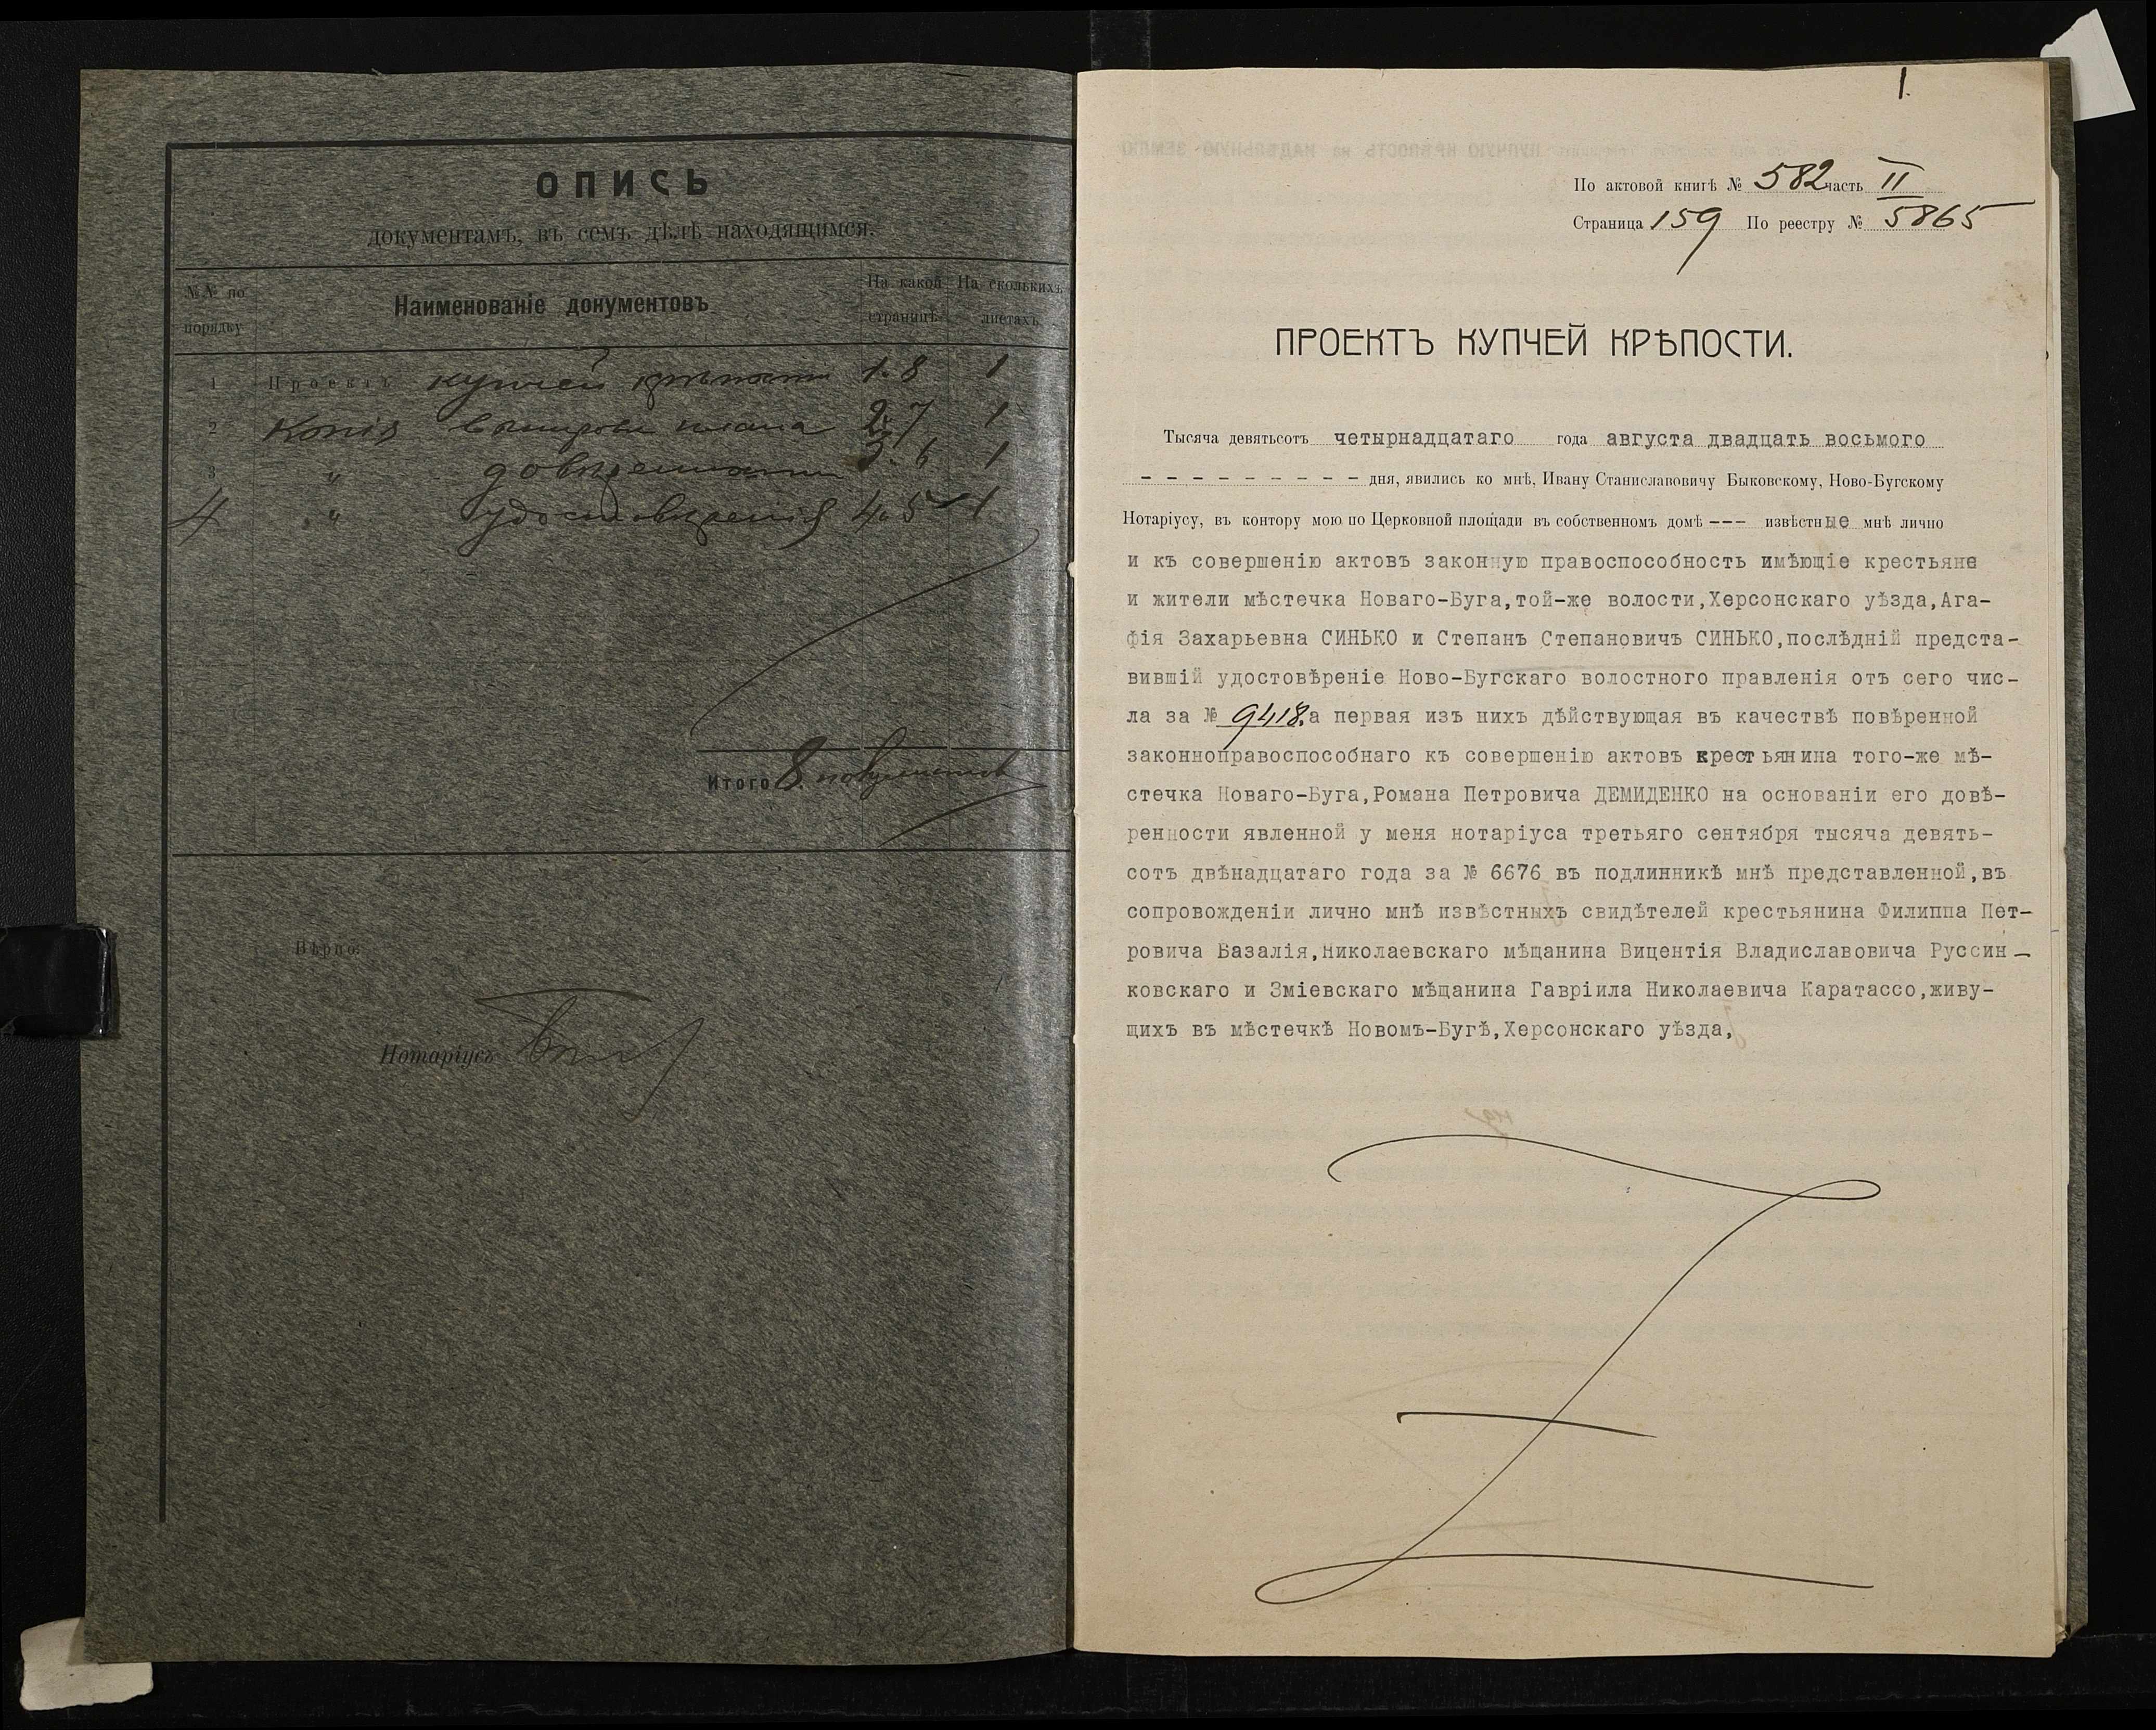 ОПИСЬ
документамъ, въ семъ дѣлѣ находящимся.
№№ по порядку
Наименованіе документовъ
На какой страницѣ
На сколькихъ листахъ
1 Проектъ купчей крѣпости 1. 8 1
2 Копія выписи плана 2. 7 1
3 " довѣренности 3. 6 1
4 " удостовѣренія 4. 5 1
Итого 8.
Вѣрно:
Нотаріусъ
1.
По актовой книгѣ № 582 часть II
Страница 159 По реестру № 5865
ПРОЕКТЪ КУПЧЕЙ КРѢПОСТИ.
Тысяча девятьсотъ четырнадцатаго года августа двадцать восьмого
- - - - - - - - - - дня, явились ко мнѣ, Ивану Станиславовичу Быковскому, Ново-Бугскому
Нотаріусу, въ контору мою по Церковной площади въ собственномъ домѣ --- извѣстные мнѣ лично
и къ совершенію актовъ законную правоспособность имѣющіе крестьяне
и жители мѣстечка Новаго-Буга,той-же волости,Херсонскаго уѣзда,Ага-
фія Захарьевна СИНЬКО и Степанъ Степановичъ СИНЬКО,послѣдній предста-
вившій удостовѣреніе Ново-Бугскаго волостного правленія отъ сего чис-
ла за № 9418.а первая изъ нихъ дѣйствующая въ качествѣ повѣренной
законноправоспособнаго къ совершенію актовъ крестьянина того-же мѣ-
стечка Новаго-Буга,Романа Петровича ДЕМИДЕНКО на основаніи его довѣ-
ренности явленной у меня нотаріуса третьяго сентября тысяча девять-
сотъ двѣнадцатаго года за № 6676 въ подлинникѣ мнѣ представленной,въ
сопровожденіи лично мнѣ извѣстныхъ свидѣтелей крестьянина Филиппа Пет-
ровича Базалія,Николаевскаго мѣщанина Вицентія Владиславовича Руссин-
ковскаго и Зміевскаго мѣщанина Гавріила Николаевича Каратассо,живу-
щихъ въ мѣстечкѣ Новомъ-Бугѣ,Херсонскаго уѣзда,